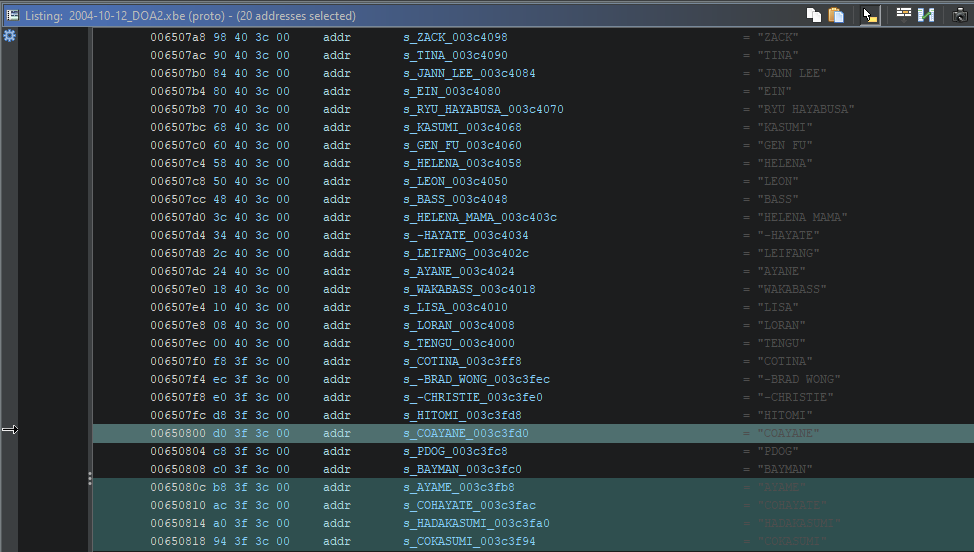 Listing: 2004-10-12_DOA2.xbe (proto) - (20 addresses selected)
006507a8 98 40 3c 00 addr s_ZACK_003c4098 = "ZACK"
006507ac 90 40 3c 00 addr s_TINA_003c4090 = "TINA"
006507b0 84 40 3c 00 addr s_JANN_LEE_003c4084 = "JANN LEE"
006507b4 80 40 3c 00 addr s_EIN_003c4080 = "EIN"
006507b8 70 40 3c 00 addr s_RYU_HAYABUSA_003c4070 = "RYU HAYABUSA"
006507bc 68 40 3c 00 addr s_KASUMI_003c4068 = "KASUMI"
006507c0 60 40 3c 00 addr s_GEN_FU_003c4060 = "GEN FU"
006507c4 58 40 3c 00 addr s_HELENA_003c4058 = "HELENA"
006507c8 50 40 3c 00 addr s_LEON_003c4050 = "LEON"
006507cc 48 40 3c 00 addr s_BASS_003c4048 = "BASS"
006507d0 3c 40 3c 00 addr s_HELENA_MAMA_003c403c = "HELENA MAMA"
006507d4 34 40 3c 00 addr s_-HAYATE_003c4034 = "-HAYATE"
006507d8 2c 40 3c 00 addr s_LEIFANG_003c402c = "LEIFANG"
006507dc 24 40 3c 00 addr s_AYANE_003c4024 = "AYANE"
006507e0 18 40 3c 00 addr s_WAKABASS_003c4018 = "WAKABASS"
006507e4 10 40 3c 00 addr s_LISA_003c4010 = "LISA"
006507e8 08 40 3c 00 addr s_LORAN_003c4008 = "LORAN"
006507ec 00 40 3c 00 addr s_TENGU_003c4000 = "TENGU"
006507f0 f8 3f 3c 00 addr s_COTINA_003c3ff8 = "COTINA"
006507f4 ec 3f 3c 00 addr s_-BRAD_WONG_003c3fec = "-BRAD WONG"
006507f8 e0 3f 3c 00 addr s_-CHRISTIE_003c3fe0 = "-CHRISTIE"
006507fc d8 3f 3c 00 addr s_HITOMI_003c3fd8 = "HITOMI"
00650800 d0 3f 3c 00 addr s_COAYANE_003c3fd0 = "COAYANE"
00650804 c8 3f 3c 00 addr s_PDOG_003c3fc8 = "PDOG"
00650808 c0 3f 3c 00 addr s_BAYMAN_003c3fc0 = "BAYMAN"
0065080c b8 3f 3c 00 addr s_AYAME_003c3fb8 = "AYAME"
00650810 ac 3f 3c 00 addr s_COHAYATE_003c3fac = "COHAYATE"
00650814 a0 3f 3c 00 addr s_HADAKASUMI_003c3fa0 = "HADAKASUMI"
00650818 94 3f 3c 00 addr s_COKASUMI_003c3f94 = "COKASUMI"